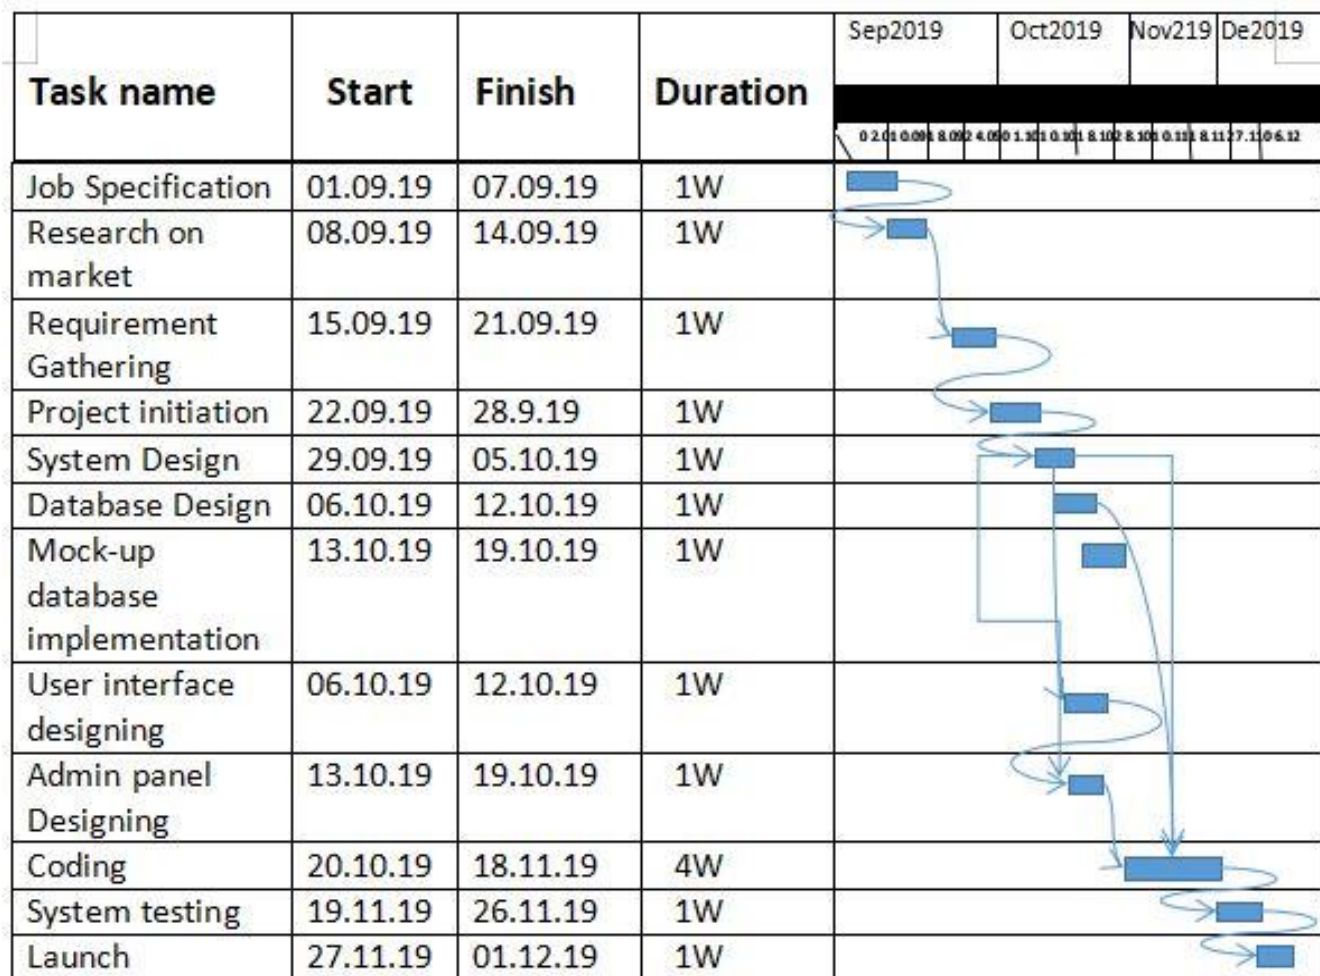 Sep2019 Oct2019 Nov219 De2019
Task name Start Finish Duration
Job Specification 01.09.19 07.09.19 1W
Research on 08.09.19 14.09.19 1W
market
Requirement 15.09.19 21.09.19 1W
Gathering
Project initiation 22.09.19 28.9.19 1W
System Design 29.09.19 05.10.19 1W
Database Design 06.10.19 12.10.19 1W
Mock-up 13.10.19 19.10.19 1W
database
implementation
User interface 06.10.19 12.10.19 1W
designing
Admin panel 13.10.19 19.10.19 1W
Designing
Coding 20.10.19 18.11.19 4W
System testing 19.11.19 26.11.19 1W
Launch 27.11.19 01.12.19 1W